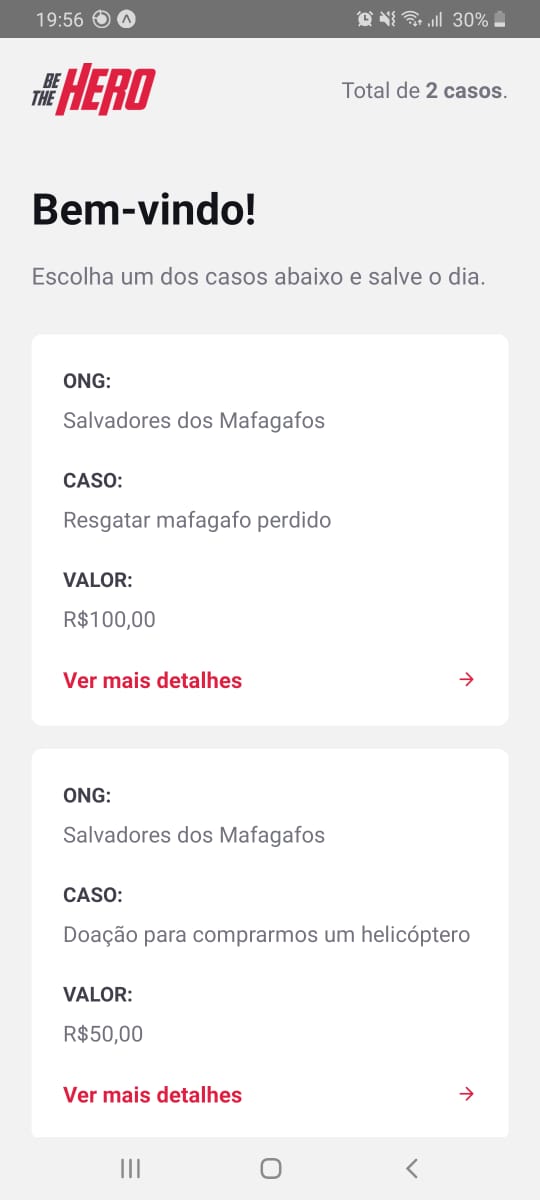 19:56
30%
BE
THE HERO
Total de 2 casos.
Bem-vindo!
Escolha um dos casos abaixo e salve o dia.
ONG:
Salvadores dos Mafagafos
CASO:
Resgatar mafagafo perdido
VALOR:
R$100,00
Ver mais detalhes
ONG:
Salvadores dos Mafagafos
CASO:
Doação para comprarmos um helicóptero
VALOR:
R$50,00
Ver mais detalhes